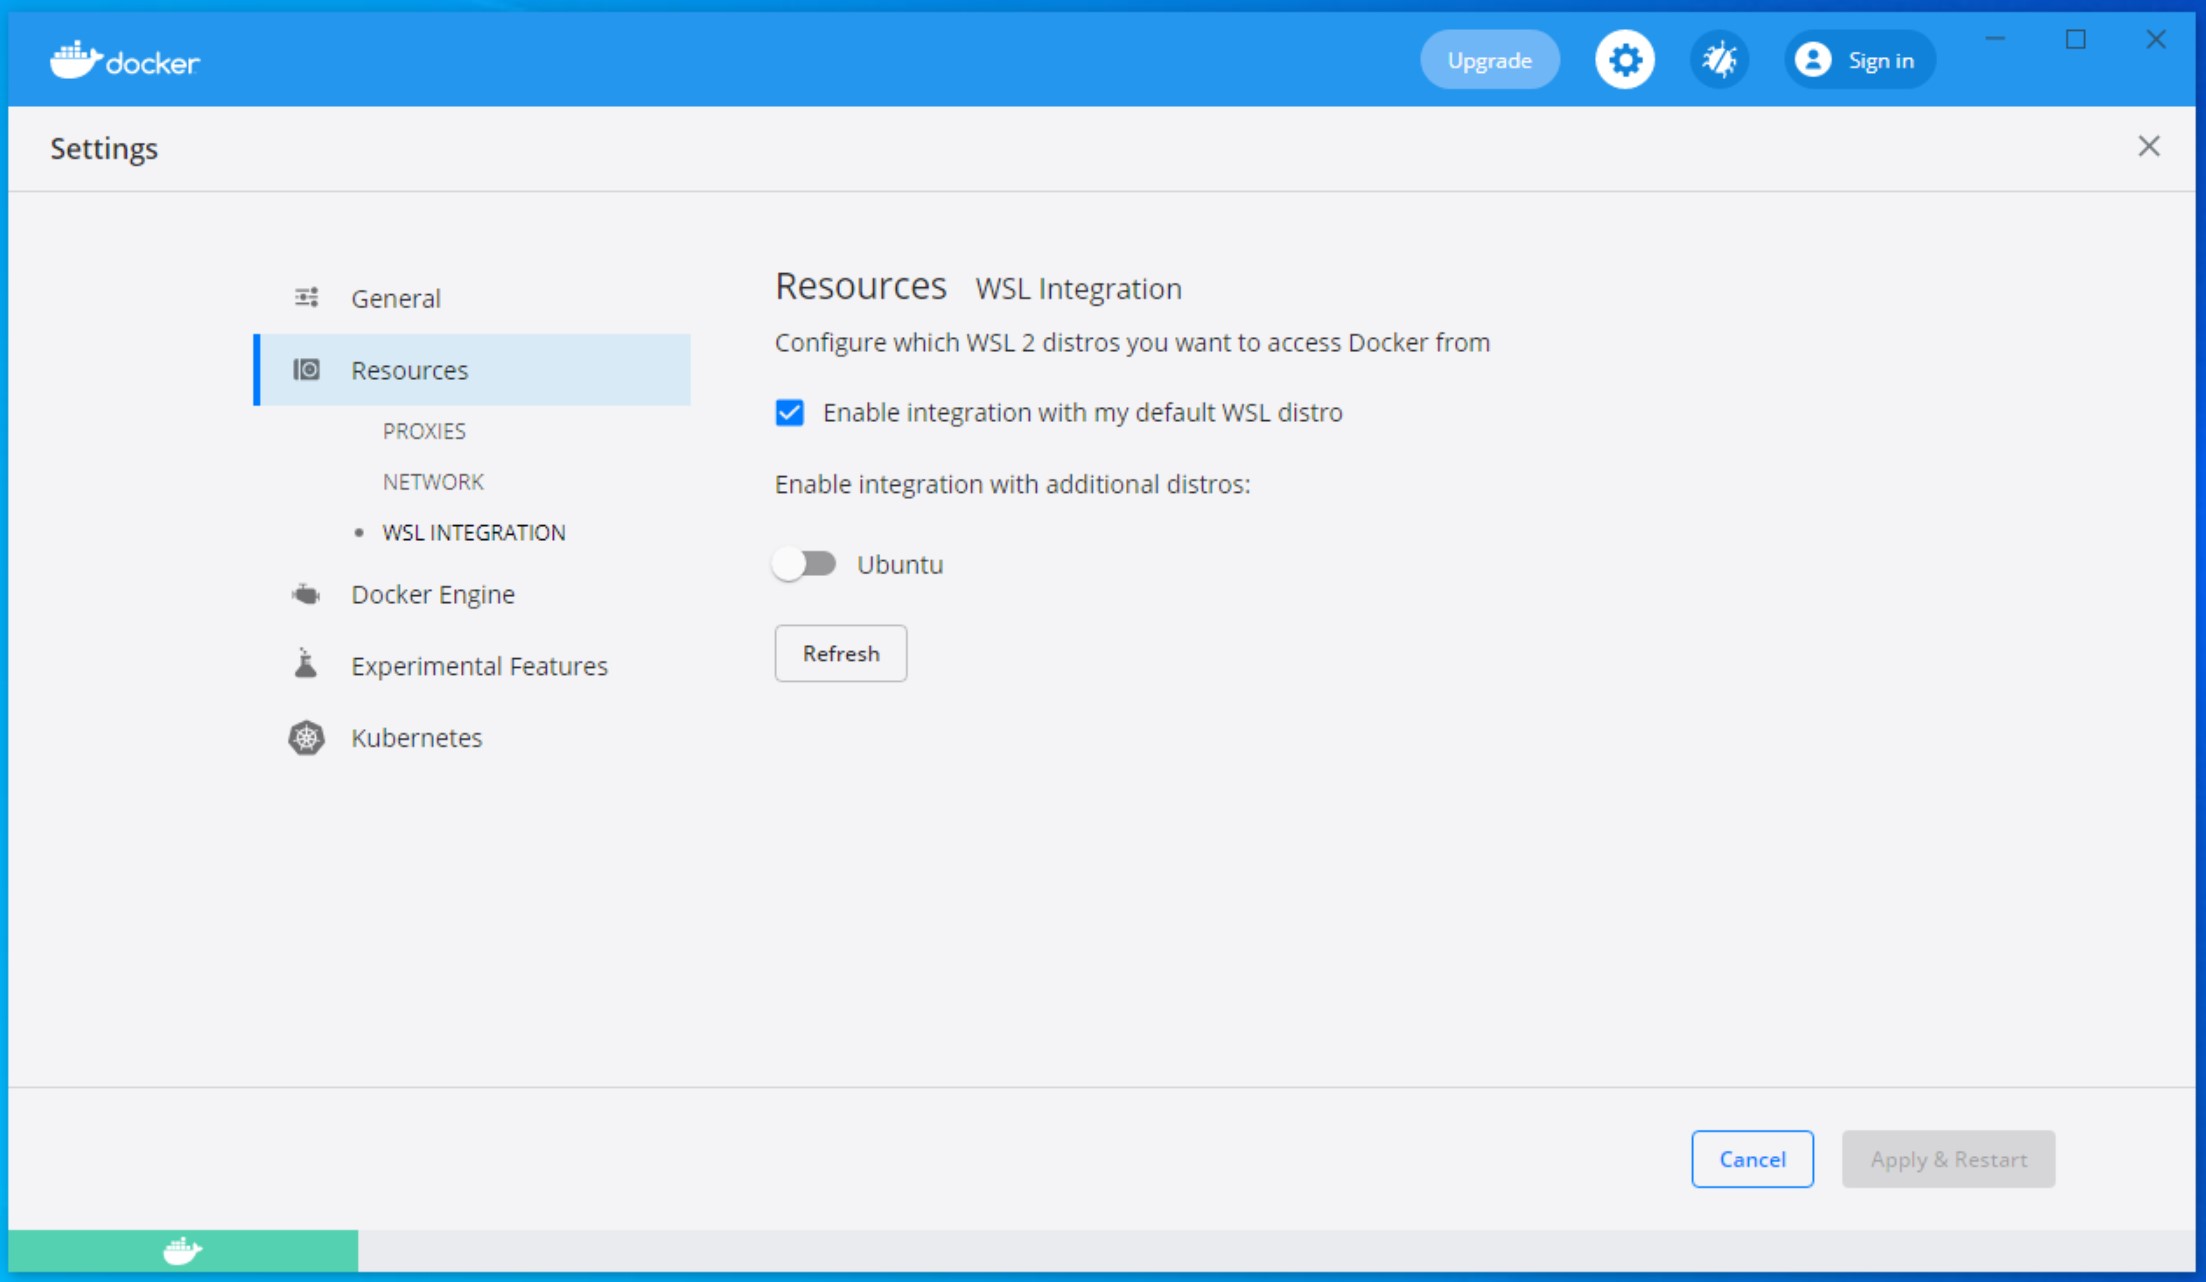 docker
Upgrade
Sign in
Settings
General
Resources
PROXIES
NETWORK
WSL INTEGRATION
Docker Engine
Experimental Features
Kubernetes
Resources WSL Integration
Configure which WSL 2 distros you want to access Docker from
Enable integration with my default WSL distro
Enable integration with additional distros:
Ubuntu
Refresh
Cancel
Apply & Restart